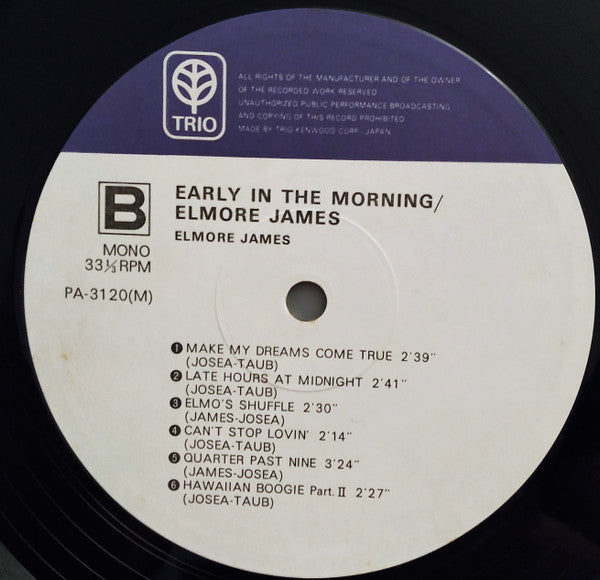 TRIO
ALL RIGHTS OF THE MANUFACTURER AND OF THE OWNER
OF THE RECORDED WORK RESERVED
UNAUTHORIZED PUBLIC PERFORMANCE BROADCASTING
AND COPYING OF THIS RECORD PROHIBITED
MADE BY TRIO KENWOOD CORP., JAPAN
B
MONO
33⅓RPM
PA-3120(M)
EARLY IN THE MORNING/
ELMORE JAMES
ELMORE JAMES
❶ MAKE MY DREAMS COME TRUE 2'39"
(JOSEA-TAUB)
❷ LATE HOURS AT MIDNIGHT 2'41"
(JOSEA-TAUB)
❸ ELMO'S SHUFFLE 2'30"
(JAMES-JOSEA)
❹ CAN'T STOP LOVIN' 2'14"
(JOSEA-TAUB)
❺ QUARTER PAST NINE 3'24"
(JAMES-JOSEA)
❻ HAWAIIAN BOOGIE Part. II 2'27"
(JOSEA-TAUB)